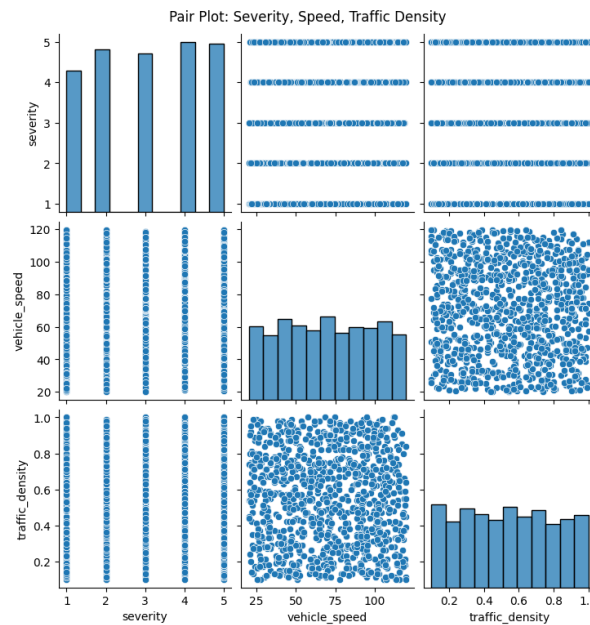 Pair Plot: Severity, Speed, Traffic Density
severity
5
4
3
2
1
vehicle_speed
120
100
80
60
40
20
traffic_density
1.0
0.8
0.6
0.4
0.2
1 2 3 4 5
severity
25 50 75 100
vehicle_speed
0.2 0.4 0.6 0.8 1.
traffic_density